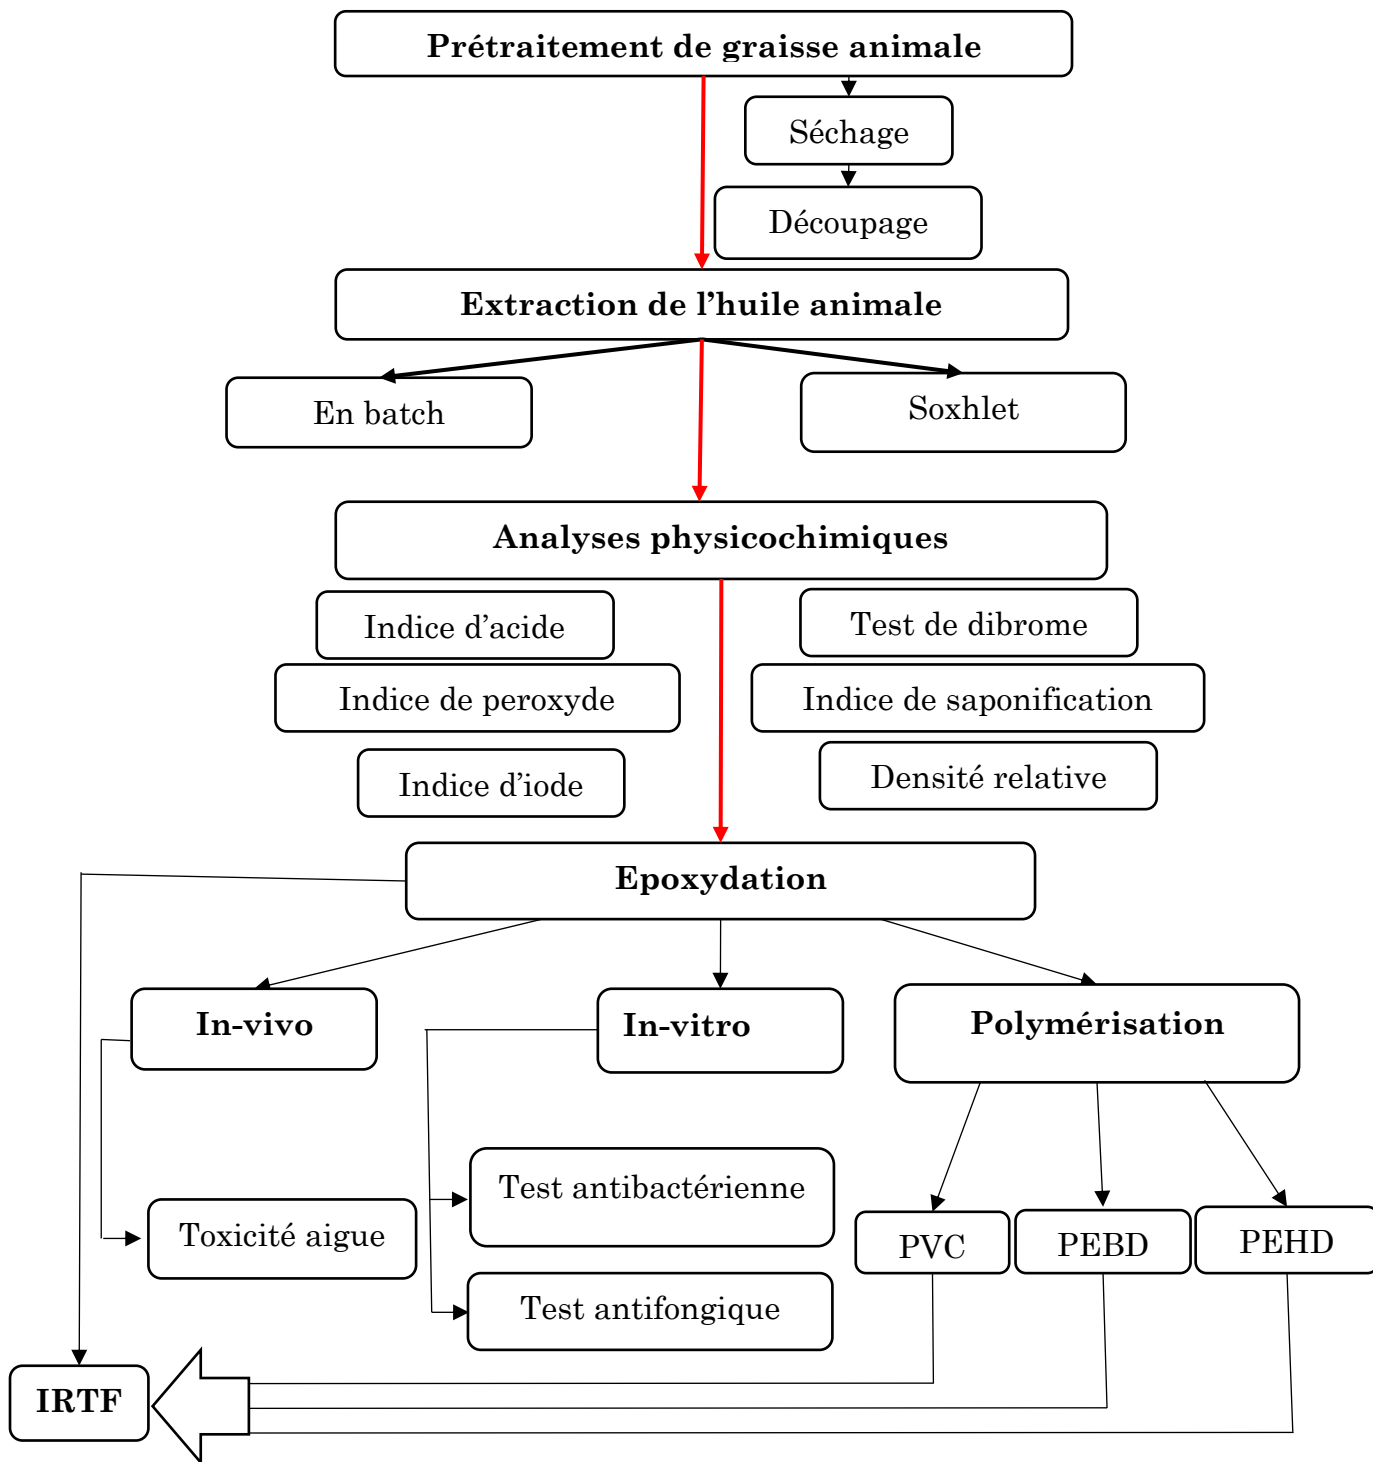 Prétraitement de graisse animale
Séchage
Découpage
Extraction de l'huile animale
En batch
Soxhlet
Analyses physicochimiques
Indice d'acide
Test de dibrome
Indice de peroxyde
Indice de saponification
Indice d'iode
Densité relative
Epoxydation
In-vivo
In-vitro
Polymérisation
Test antibactérienne
Toxicité aigue
PVC
PEBD
PEHD
Test antifongique
IRTF